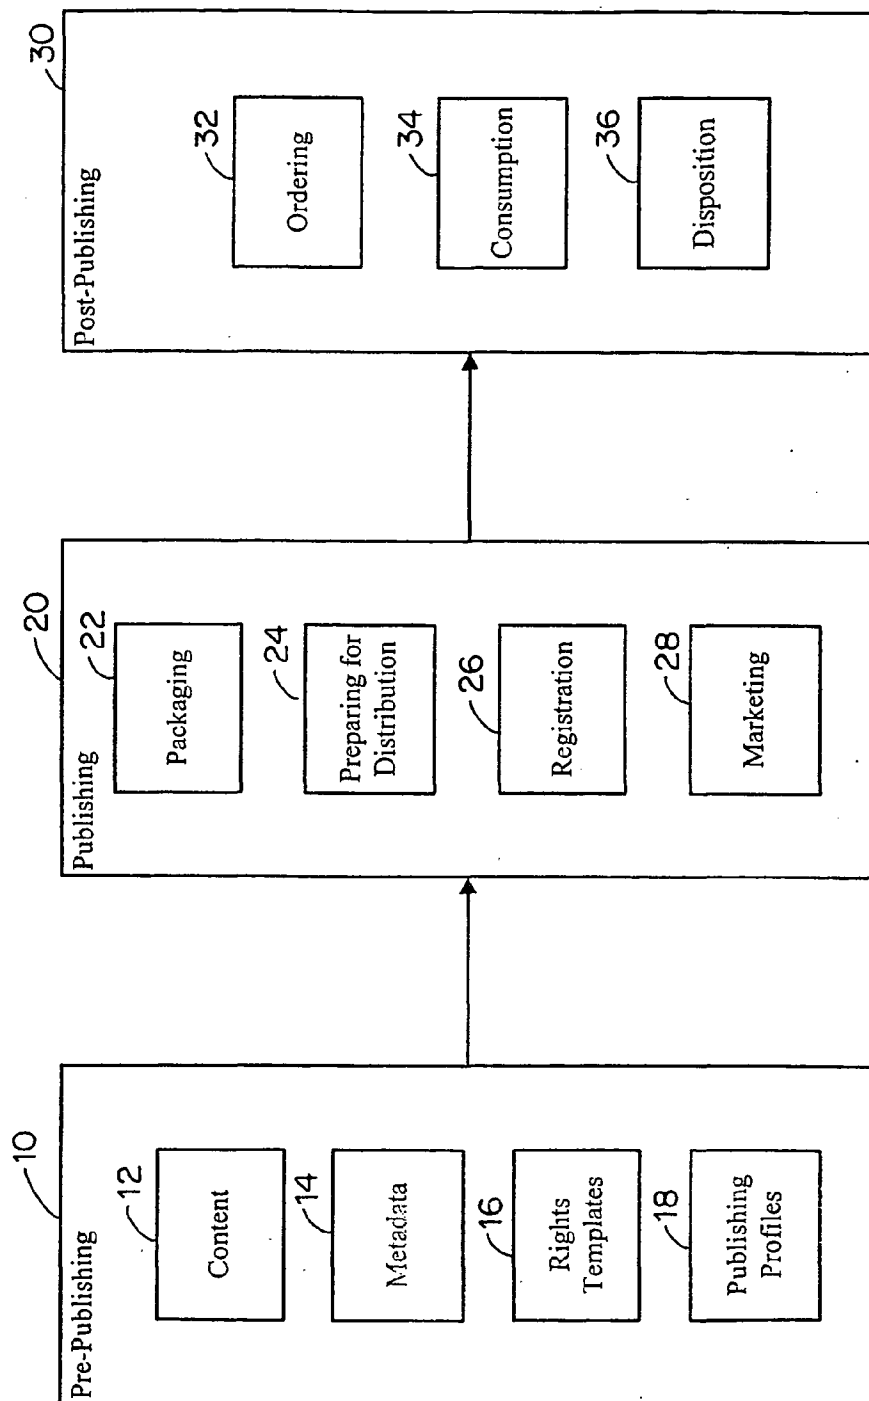 10
Pre-Publishing
12
Content
14
Metadata
16
Rights
Templates
18
Publishing
Profiles
20
Publishing
22
Packaging
24
Preparing for
Distribution
26
Registration
28
Marketing
30
Post-Publishing
32
Ordering
34
Consumption
36
Disposition